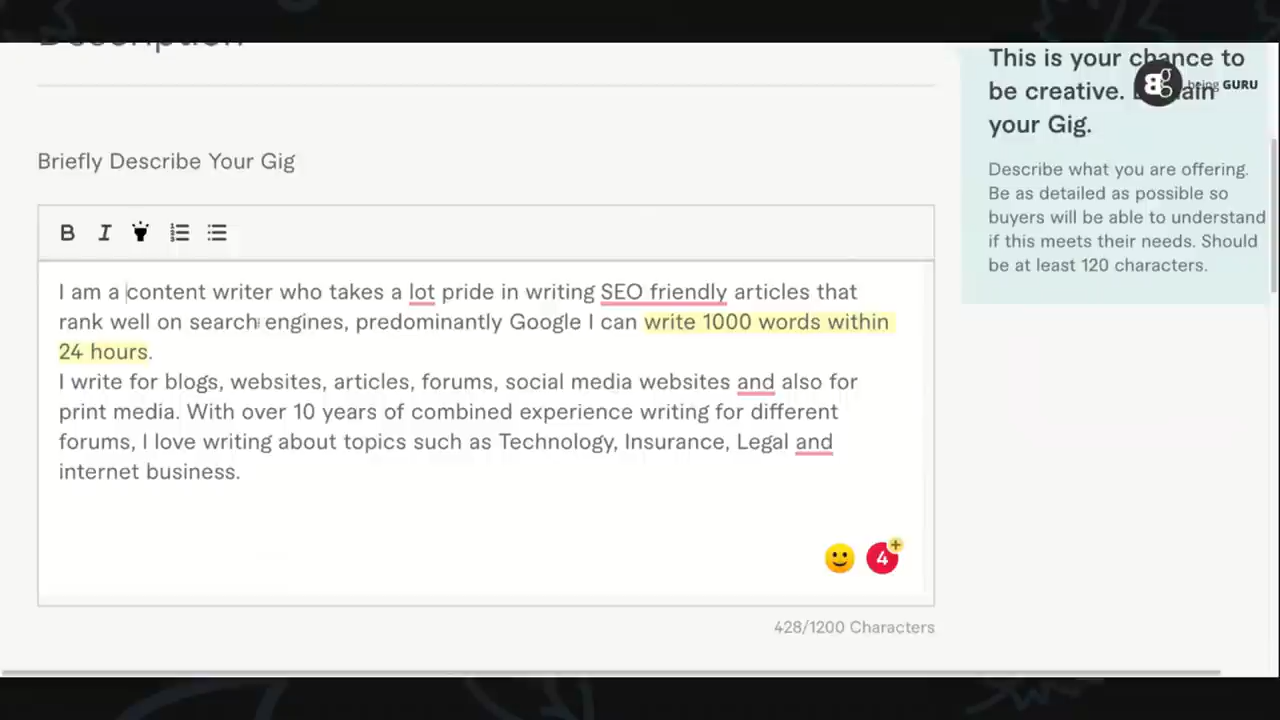 Description
This is your chance to
be creative. Explain
your Gig.
being GURU
Describe what you are offering.
Be as detailed as possible so
buyers will be able to understand
if this meets their needs. Should
be at least 120 characters.
Briefly Describe Your Gig
B I
I am a content writer who takes a lot pride in writing SEO friendly articles that
rank well on search engines, predominantly Google I can write 1000 words within
24 hours.
I write for blogs, websites, articles, forums, social media websites and also for
print media. With over 10 years of combined experience writing for different
forums, I love writing about topics such as Technology, Insurance, Legal and
internet business.
4
428/1200 Characters